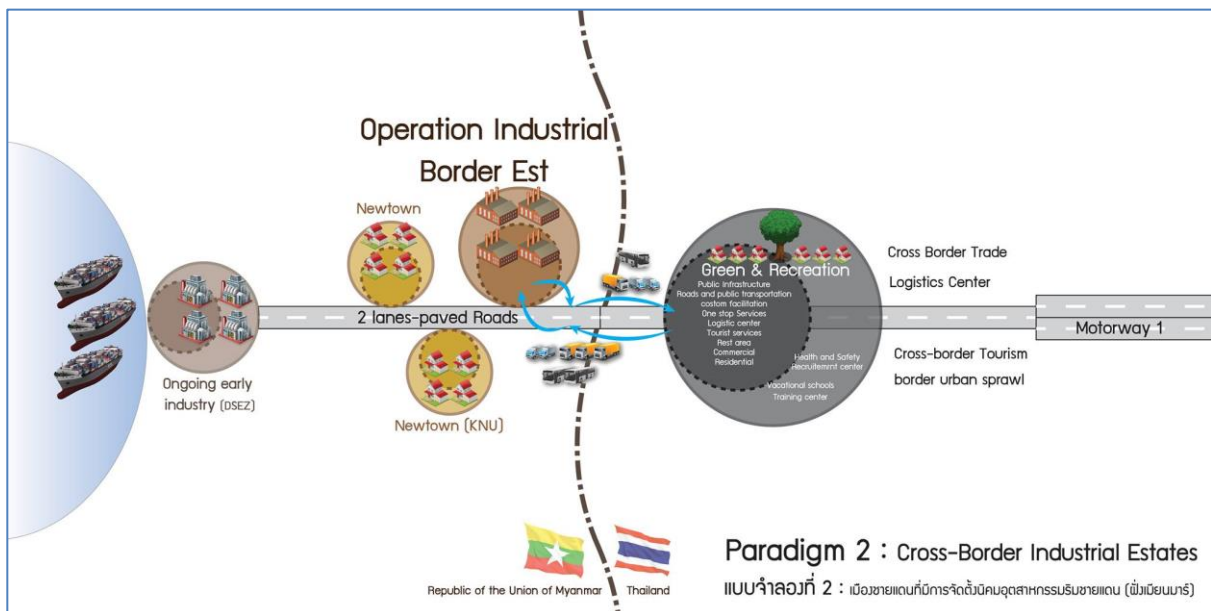 Operation Industrial
Border Est
Newtown
2 lanes-paved Roads
Ongoing early
industry (DSEZ)
Newtown (KNU)
Green & Recreation
Public Infrastructure
Roads and public transportation
costom facilitation
One stop Services
Logistic center
Tourist services
Rest area
Commercial
Residential
Health and Safety
Recruitemrnt center
Vocational schools
Training center
Cross Border Trade
Logistics Center
Motorway 1
Cross-border Tourism
border urban sprawl
Republic of the Union of Myanmar
Thailand
Paradigm 2 : Cross-Border Industrial Estates
แบบจำลองที่ 2 : เมืองชายแดนที่มีการจัดตั้งนิคมอุตสาหกรรมริมชายแดน (ฝั่งเมียนมาร์)